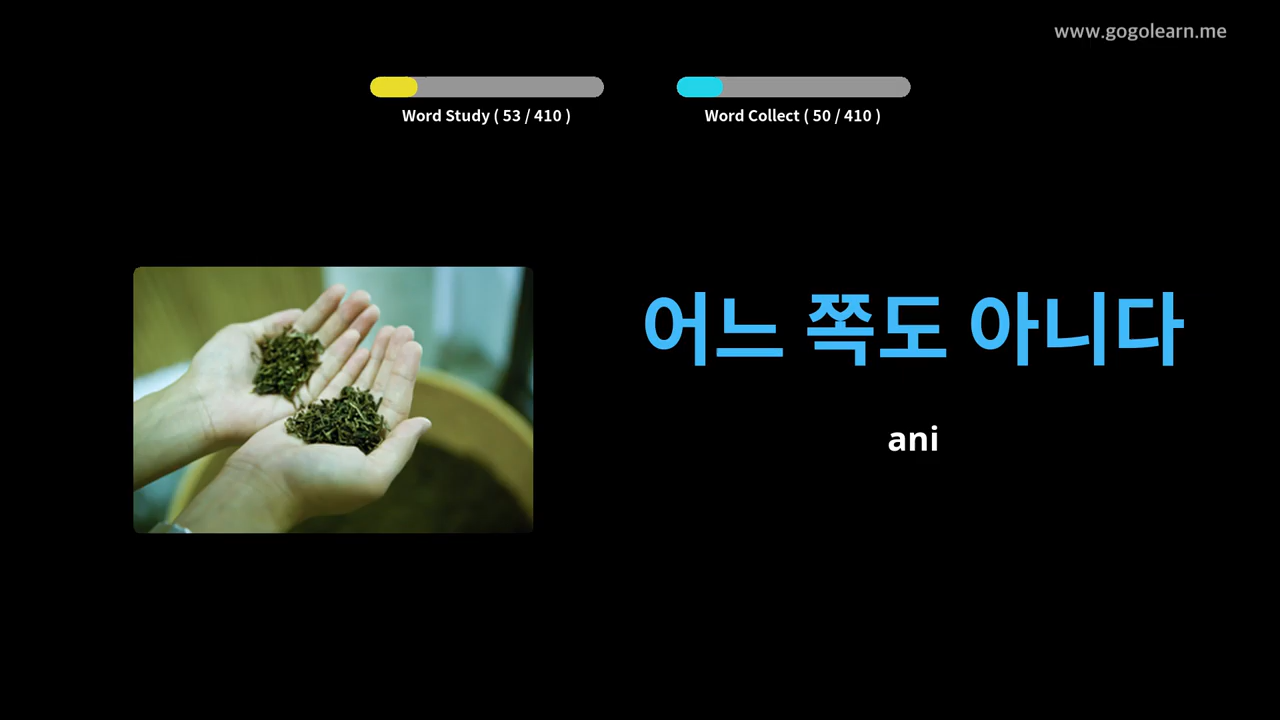 www.gogolearn.me
Word Study ( 53 / 410 )
Word Collect ( 50 / 410 )
어느 쪽도 아니다
ani